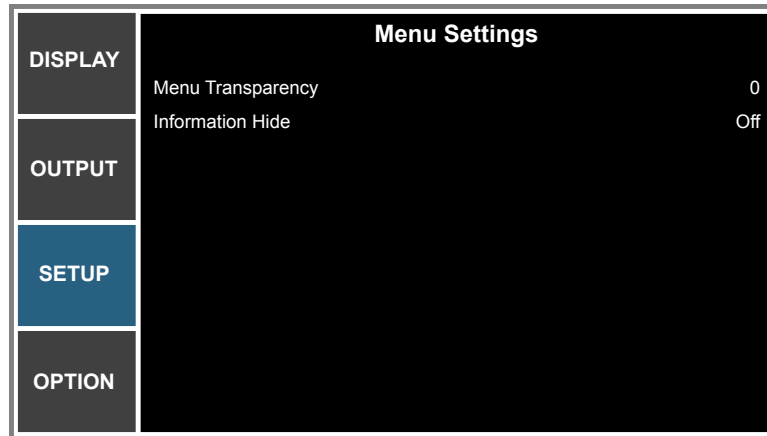 DISPLAY
OUTPUT
SETUP
OPTION
Menu Settings
Menu Transparency 0
Information Hide Off